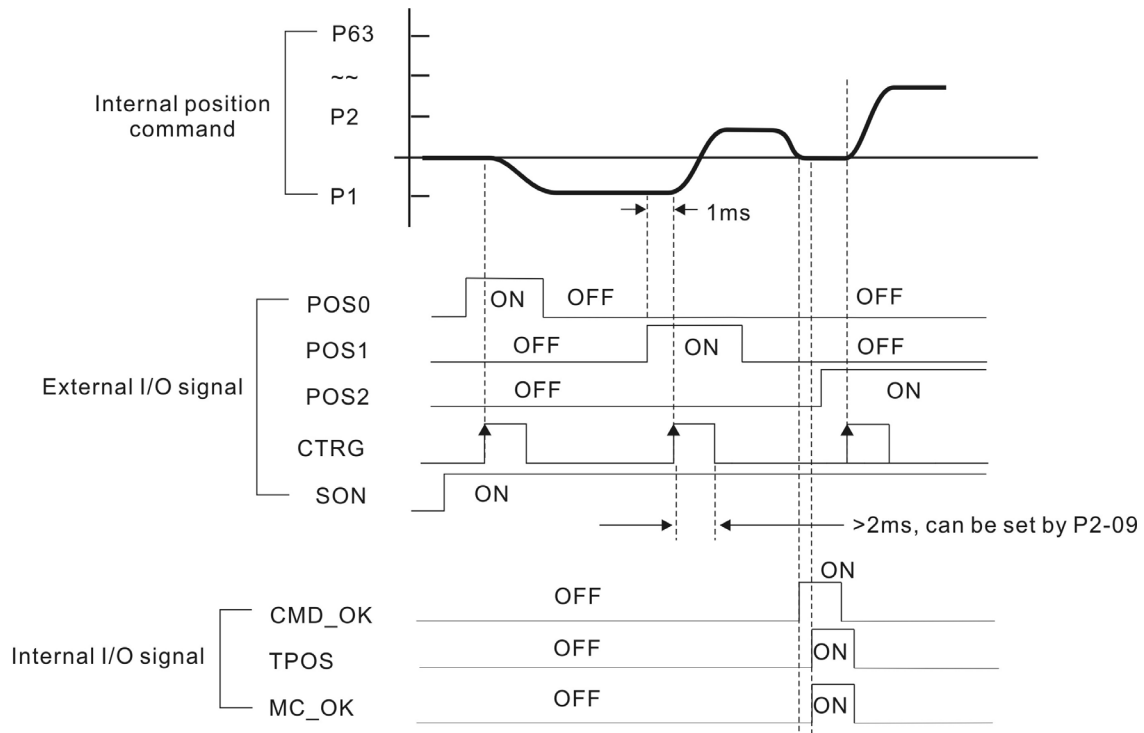 P63
~~
Internal position
command
P2
P1
1ms
POS0
ON
OFF
OFF
POS1
OFF
ON
OFF
External I/O signal
POS2
OFF
ON
CTRG
SON
ON
>2ms, can be set by P2-09
CMD_OK
OFF
ON
Internal I/O signal
TPOS
OFF
ON
MC_OK
OFF
ON